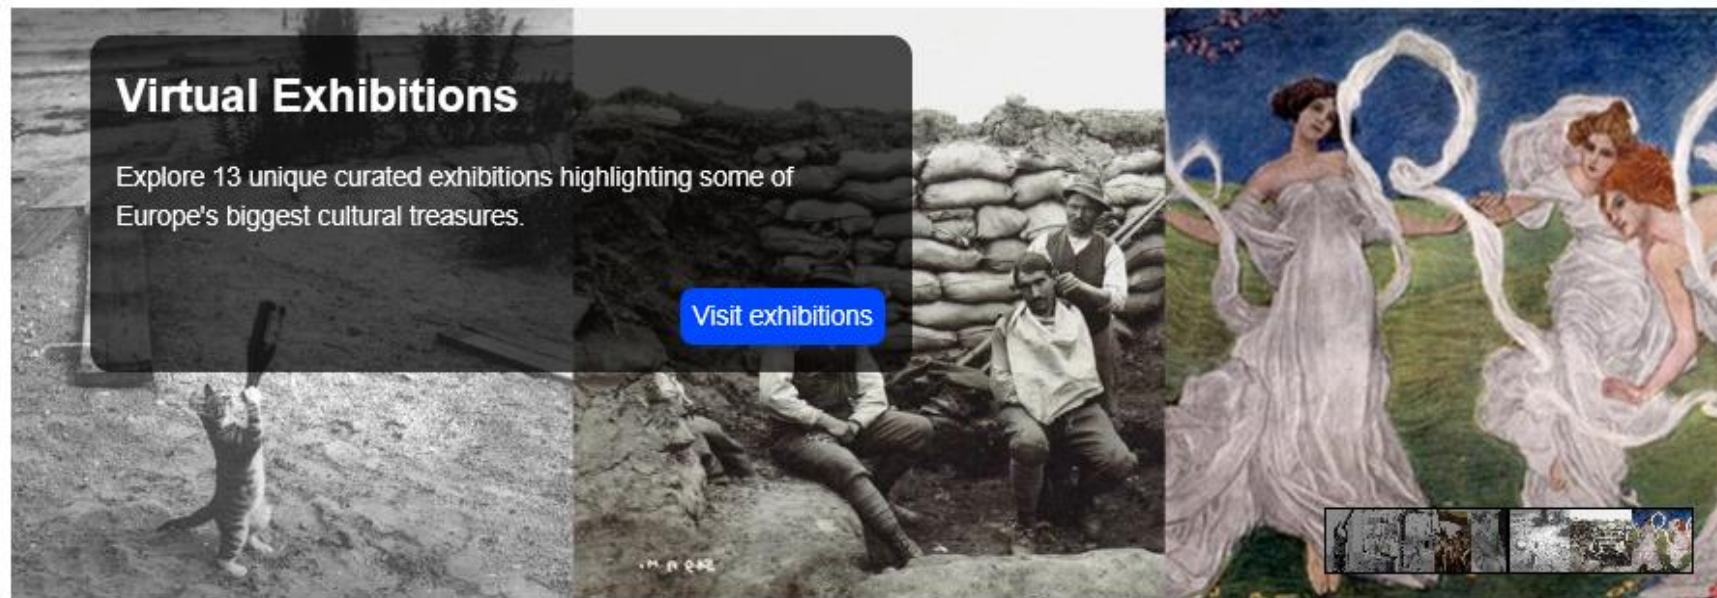 Virtual Exhibitions
Explore 13 unique curated exhibitions highlighting some of
Europe's biggest cultural treasures.
Visit exhibitions